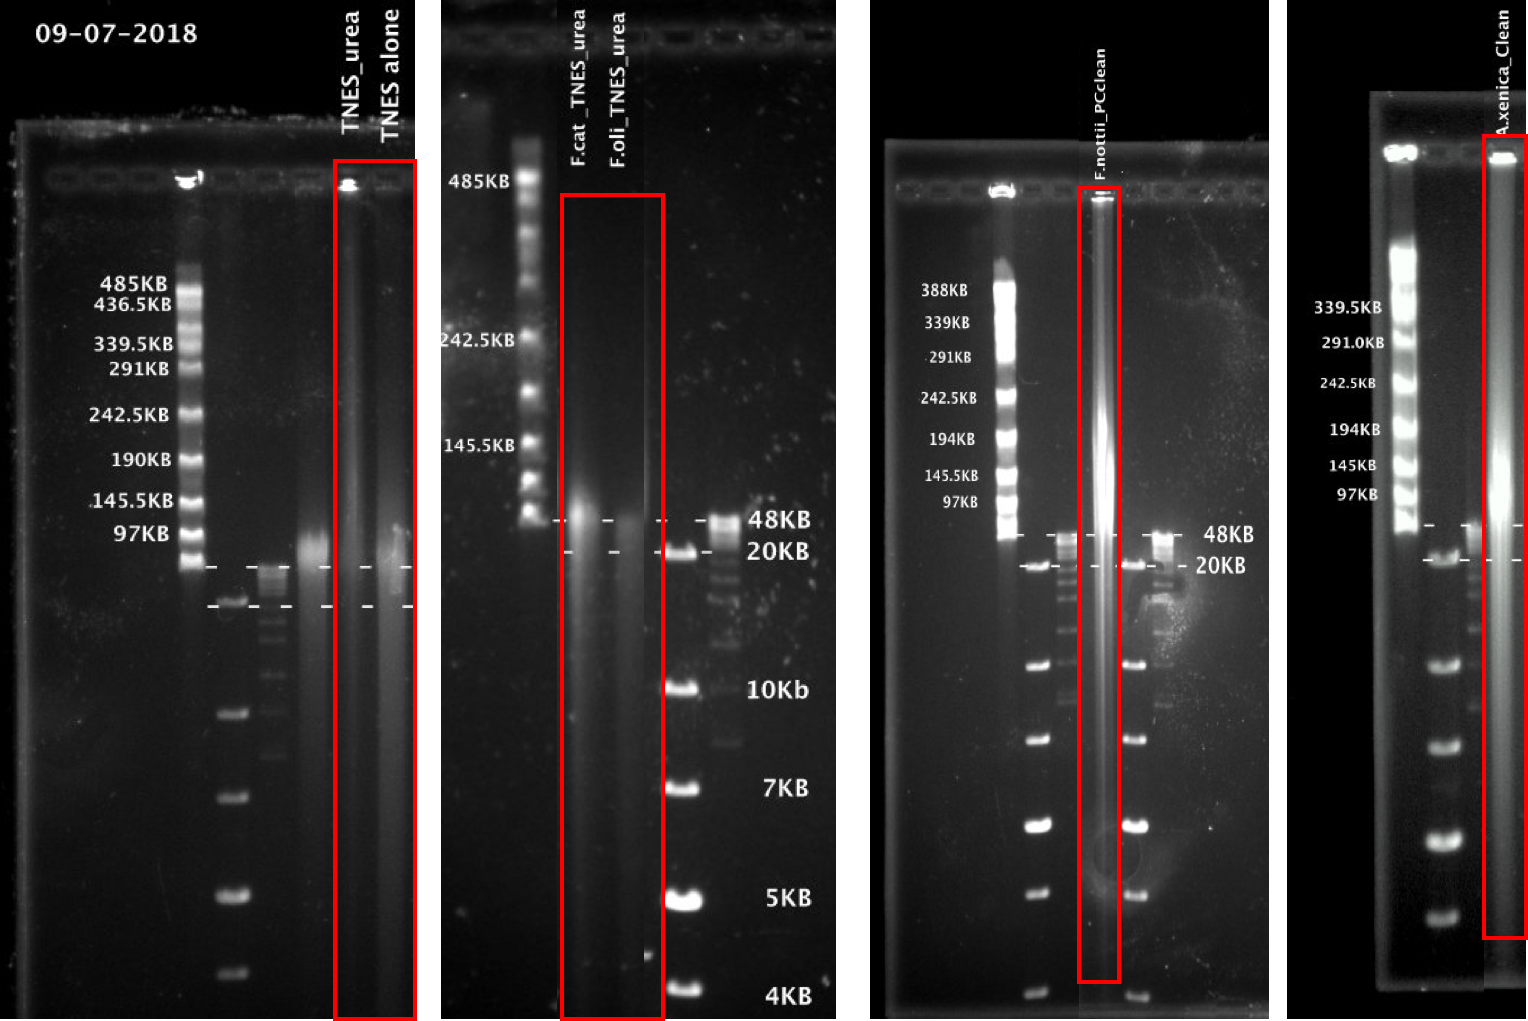 09-07-2018
TNES_urea
TNES alone
485KB
436.5KB
339.5KB
291KB
242.5KB
190KB
145.5KB
97KB
F.cat_TNES_urea
F.oli_TNES_urea
485KB
242.5KB
145.5KB
48KB
20KB
10Kb
7KB
5KB
4KB
F.nottii_PCclean
388KB
339KB
291KB
242.5KB
194KB
145.5KB
97KB
48KB
20KB
A.xenica_Clean
339.5KB
291.0KB
242.5KB
194KB
145KB
97KB